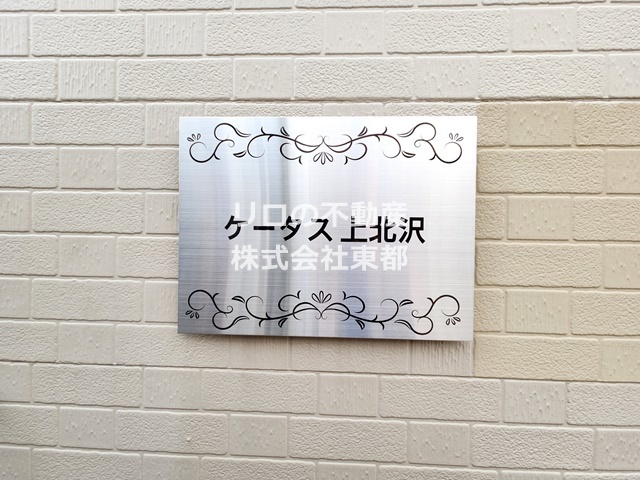 リロの不動産
ケータス 上北沢
株式会社東都